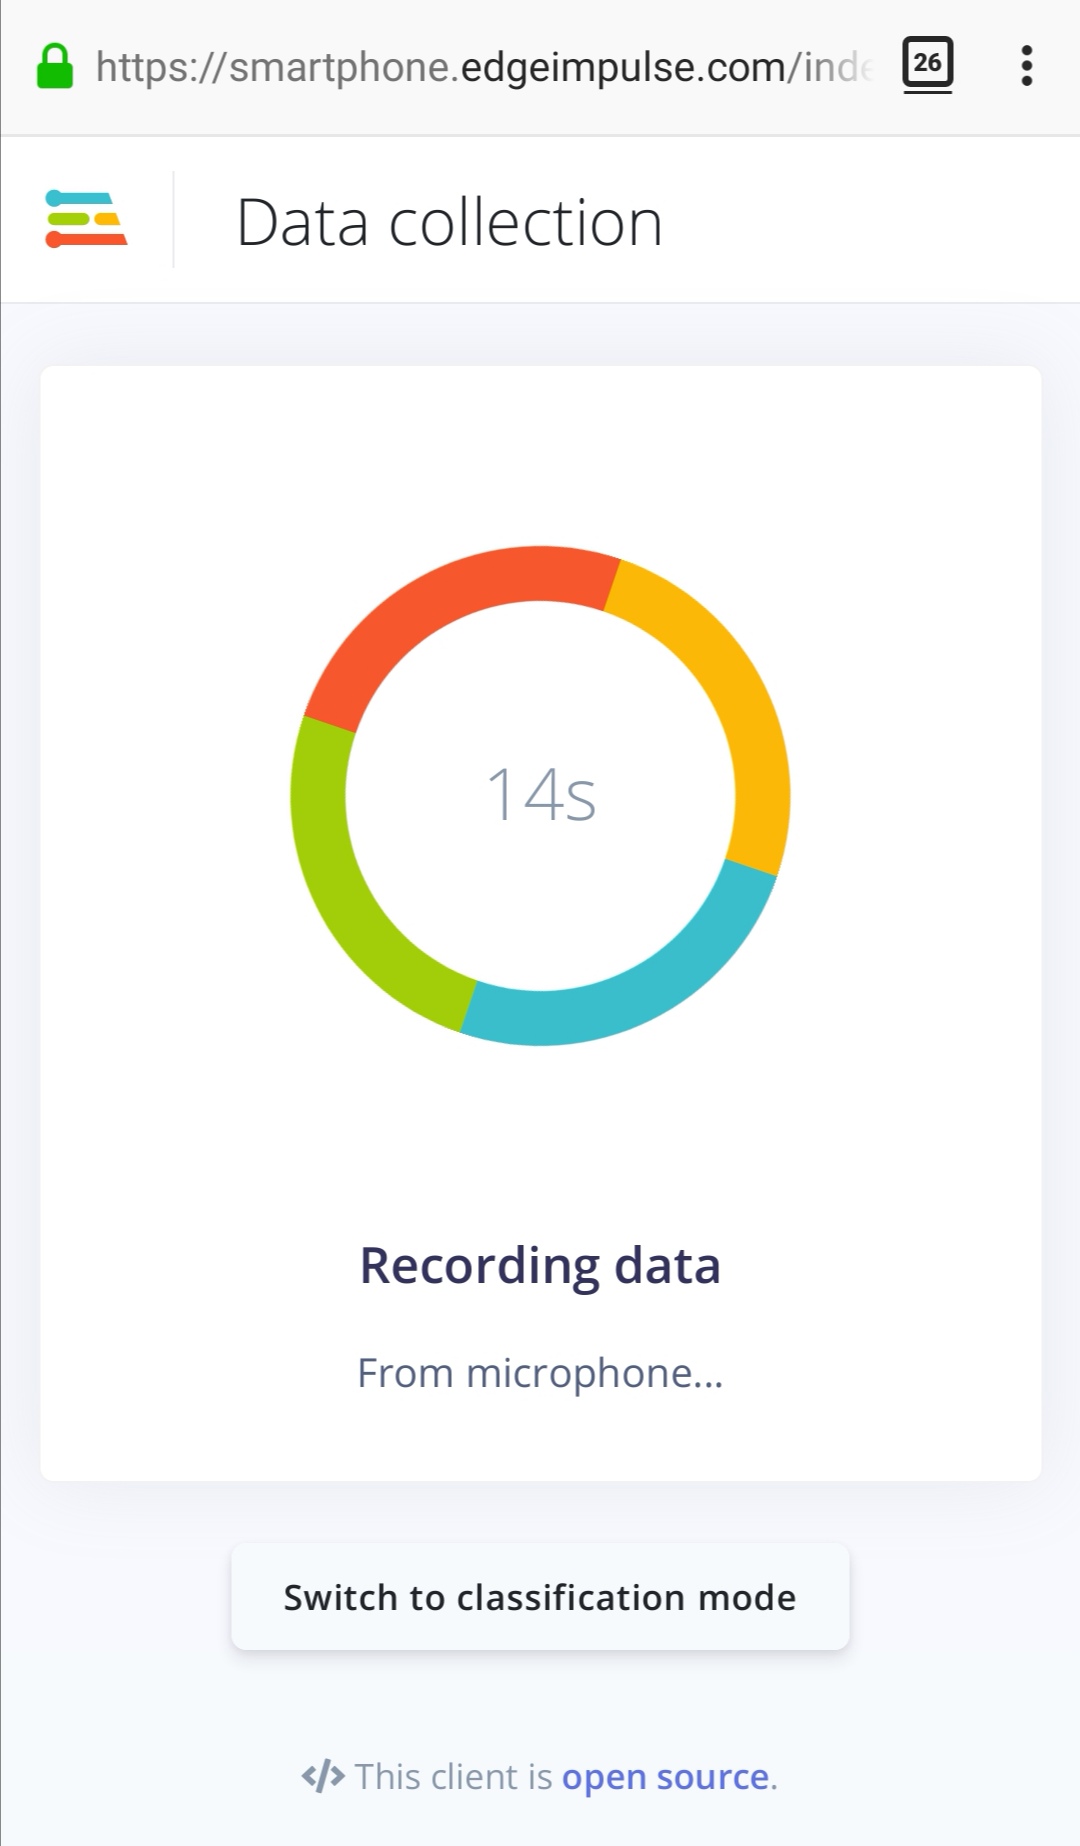 https://smartphone.edgeimpulse.com/inde
26
Data collection
14s
Recording data
From microphone...
Switch to classification mode
</> This client is open source.